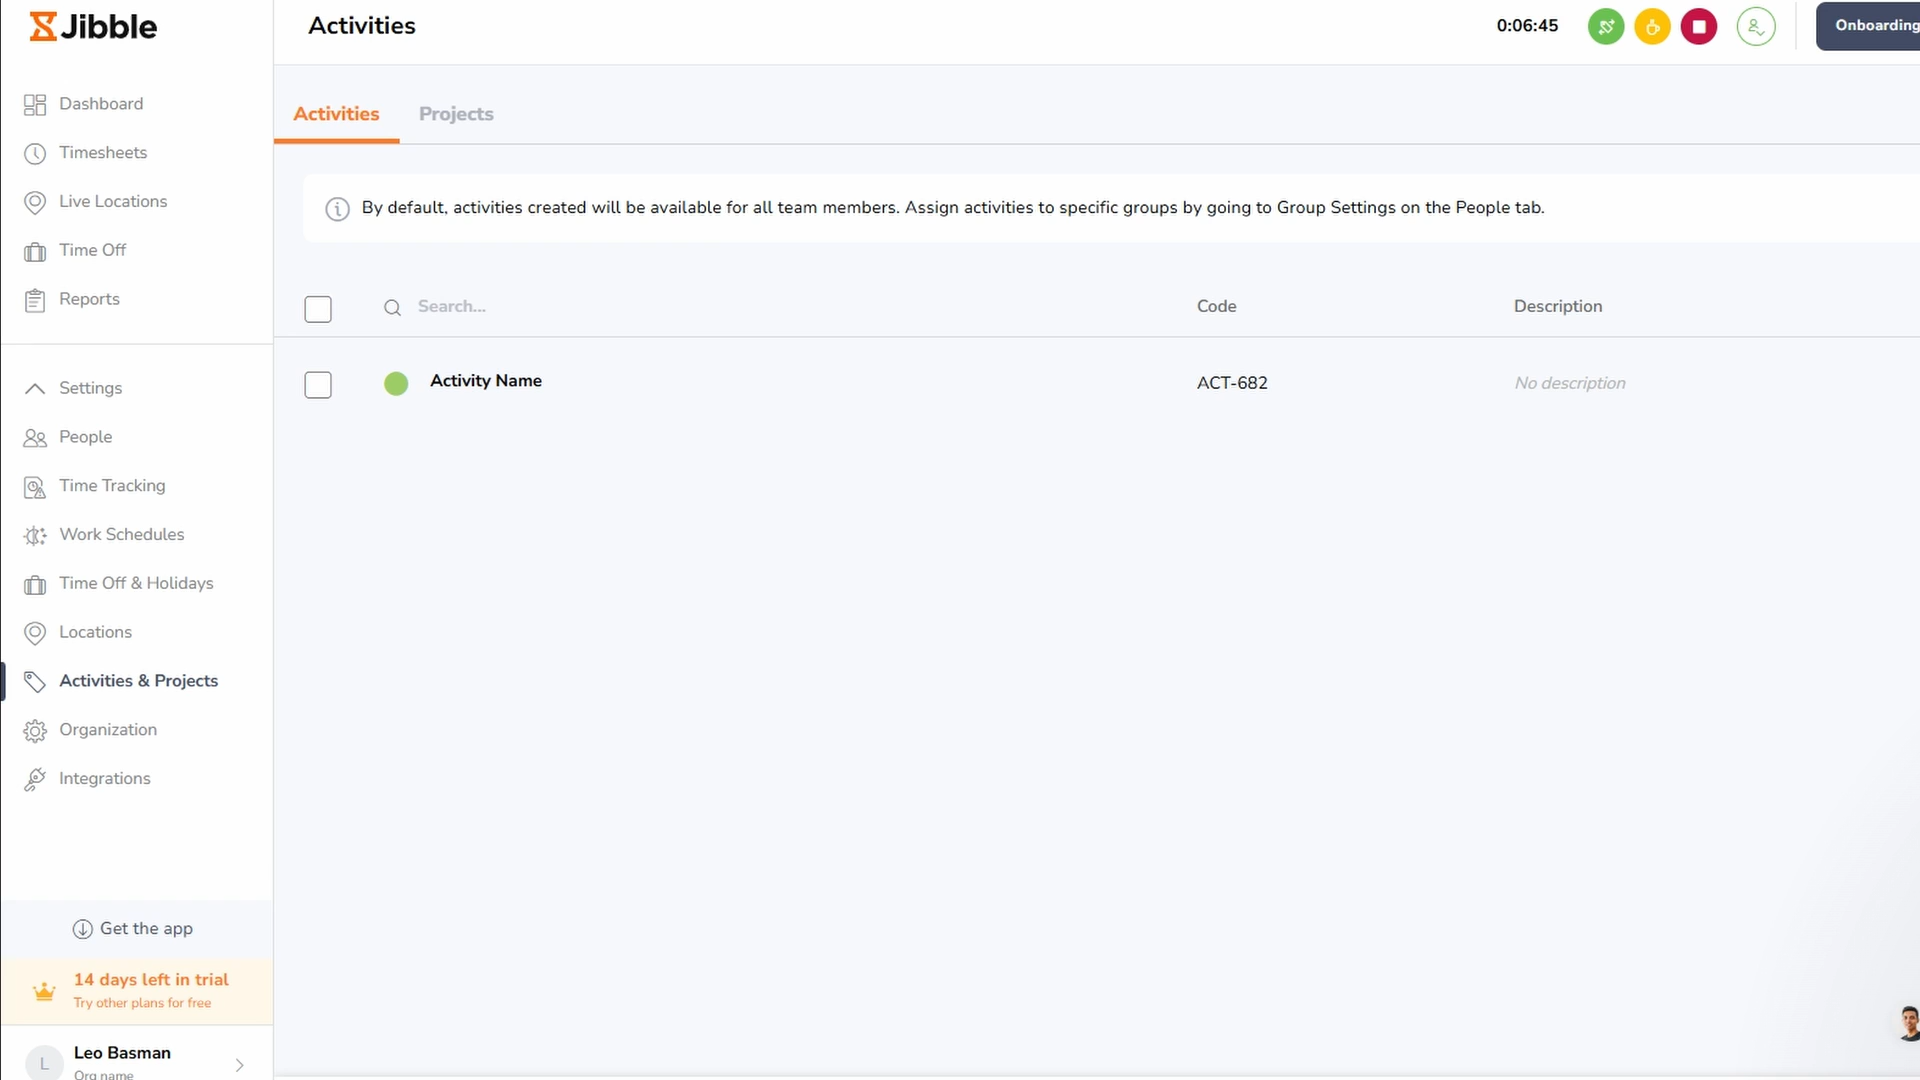 Jibble
Activities
0:06:45
Onboarding
Dashboard
Timesheets
Live Locations
Time Off
Reports
Settings
People
Time Tracking
Work Schedules
Time Off & Holidays
Locations
Activities & Projects
Organization
Integrations
Get the app
14 days left in trial
Try other plans for free
L
Leo Basman
Org name
Activities Projects
By default, activities created will be available for all team members. Assign activities to specific groups by going to Group Settings on the People tab.
Search... Code Description
Activity Name ACT-682 No description